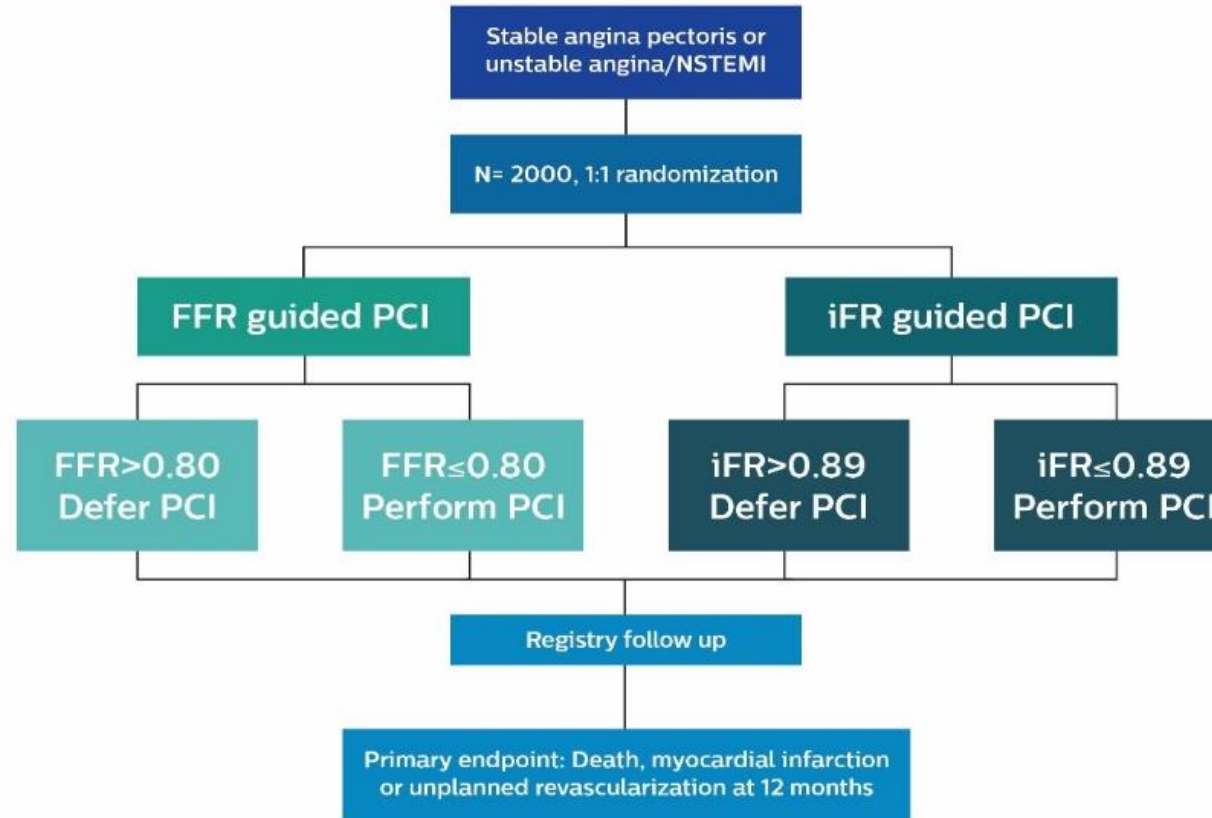 Stable angina pectoris or
unstable angina/NSTEMI
N= 2000, 1:1 randomization
FFR guided PCI
iFR guided PCI
FFR>0.80
Defer PCI
FFR≤0.80
Perform PCI
iFR>0.89
Defer PCI
iFR≤0.89
Perform PCI
Registry follow up
Primary endpoint: Death, myocardial infarction
or unplanned revascularization at 12 months